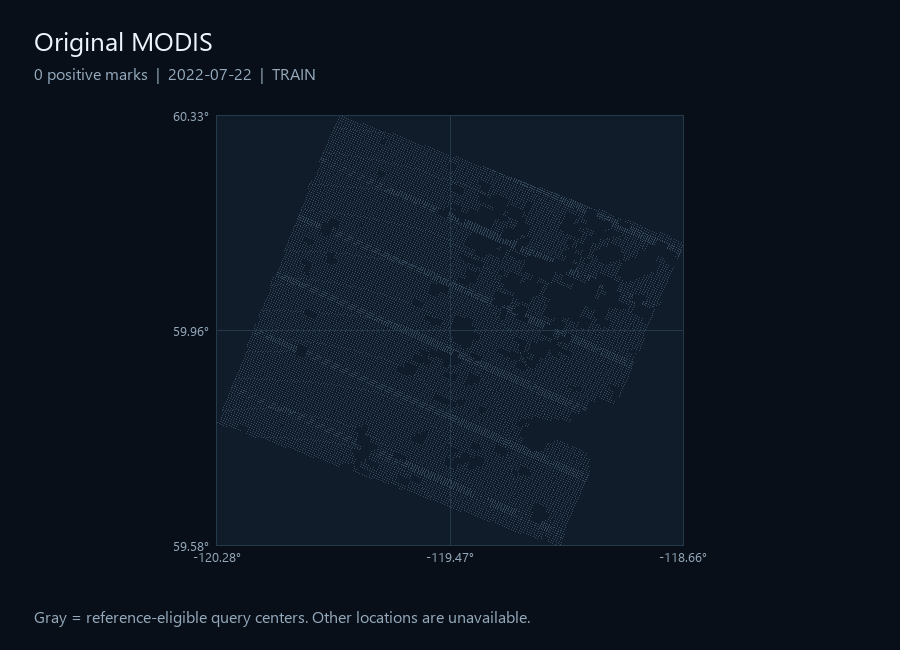 Original MODIS
0 positive marks | 2022-07-22 | TRAIN
60.33°
59.96°
59.58°
-120.28° -119.47° -118.66°
Gray = reference-eligible query centers. Other locations are unavailable.